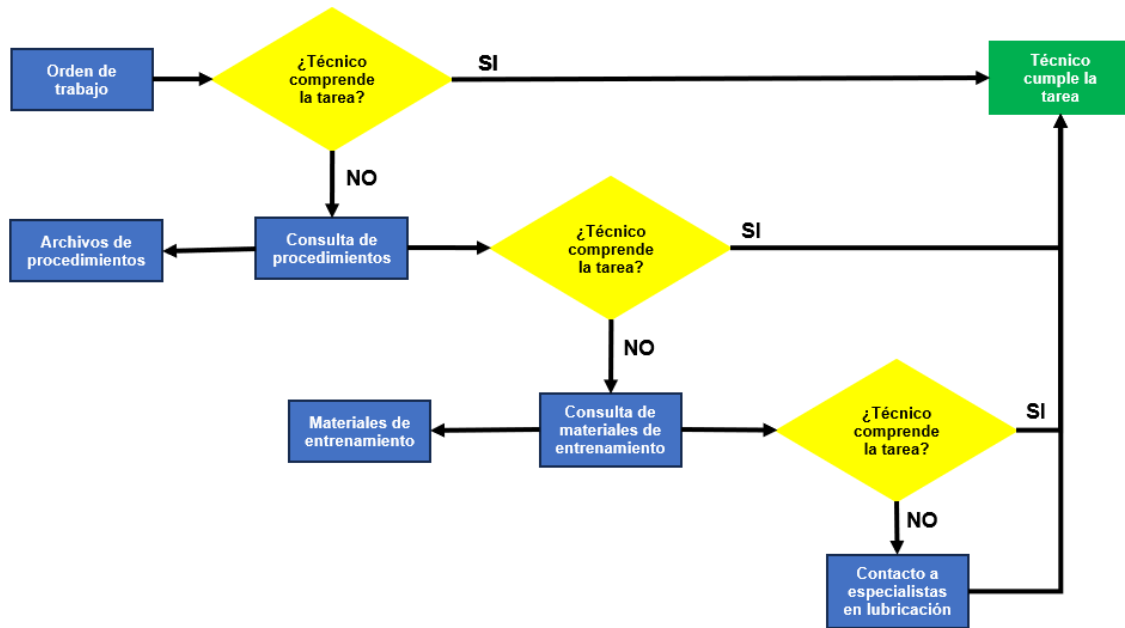 Orden de
trabajo
¿Técnico
comprende
la tarea?
SI
Técnico
cumple la
tarea
NO
Archivos de
procedimientos
Consulta de
procedimientos
¿Técnico
comprende
la tarea?
SI
NO
Materiales de
entrenamiento
Consulta de
materiales de
entrenamiento
¿Técnico
comprende
la tarea?
SI
NO
Contacto a
especialistas
en lubricación